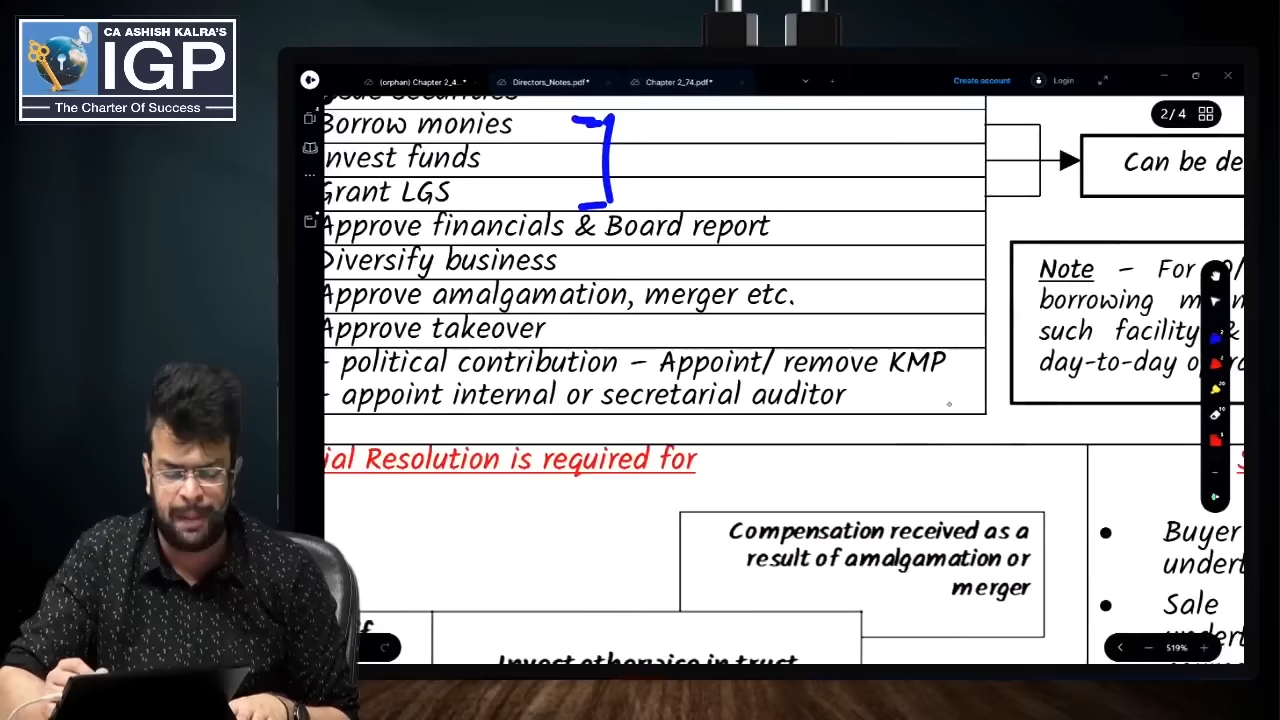 CA ASHISH KALRA'S
IGP
The Charter Of Success
(orphan) Chapter 2_4... *
Directors_Notes.pdf*
Chapter 2_74.pdf*
Create account
Login
2/4
Borrow monies
Invest funds
Grant LGS
Approve financials & Board report
Diversify business
Approve amalgamation, merger etc.
Approve takeover
- political contribution – Appoint/ remove KMP
- appoint internal or secretarial auditor
Can be de
Note – For
borrowing
such facility &
day-to-day
ial Resolution is required for
Compensation received as a
result of amalgamation or
merger
Invest otherwise in trust
Buyer
undert
Sale
519%